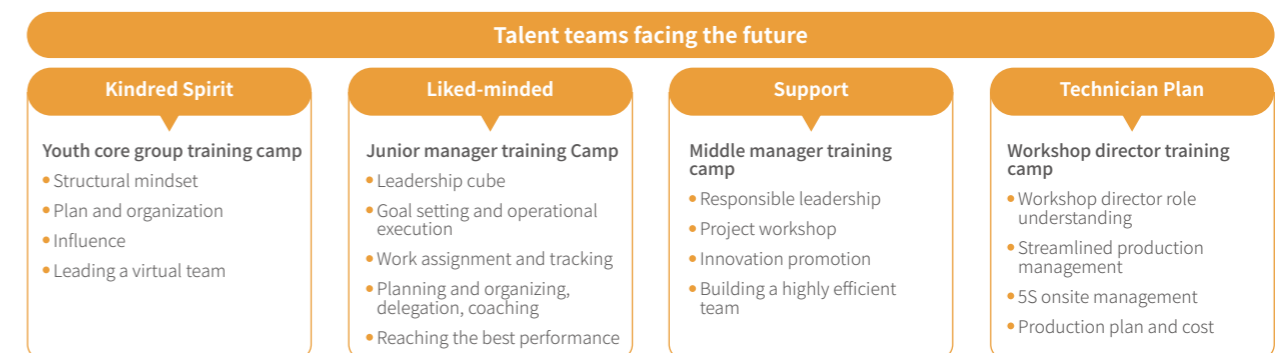 Talent teams facing the future
Kindred Spirit
Youth core group training camp
• Structural mindset
• Plan and organization
• Influence
• Leading a virtual team
Liked-minded
Junior manager training Camp
• Leadership cube
• Goal setting and operational
execution
• Work assignment and tracking
• Planning and organizing,
delegation, coaching
• Reaching the best performance
Support
Middle manager training
camp
• Responsible leadership
• Project workshop
• Innovation promotion
• Building a highly efficient
team
Technician Plan
Workshop director training
camp
• Workshop director role
understanding
• Streamlined production
management
• 5S onsite management
• Production plan and cost